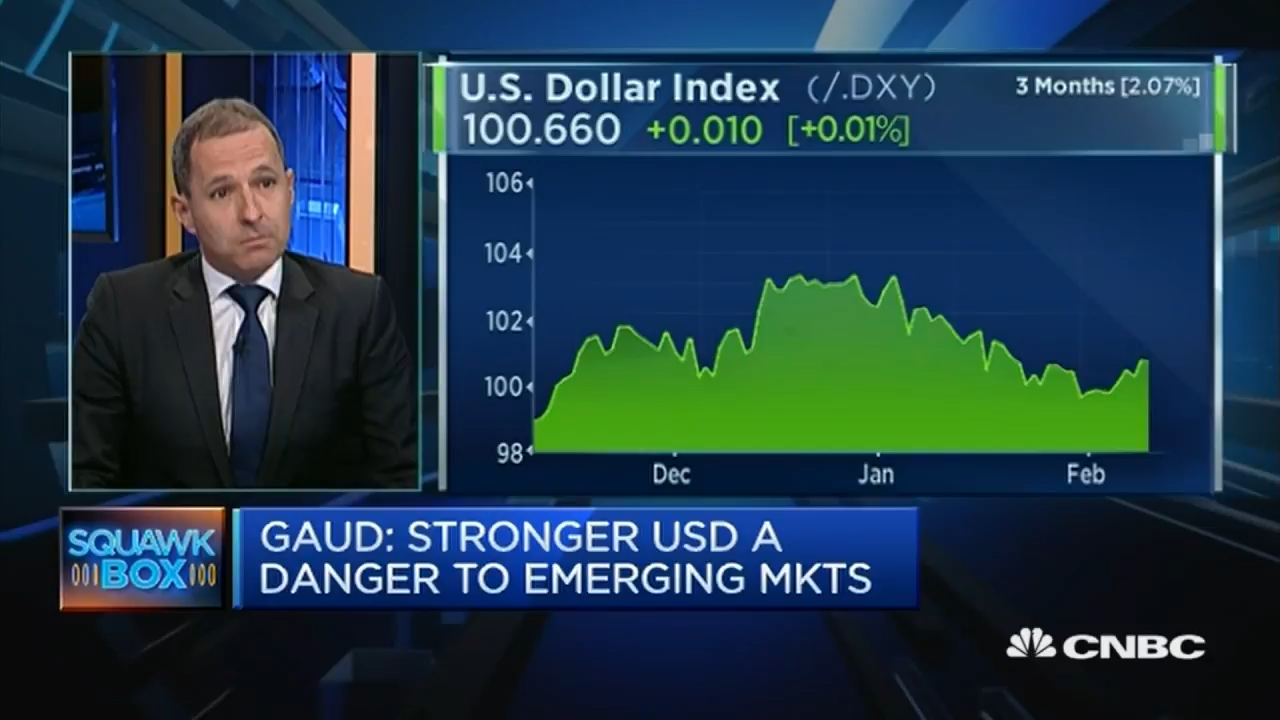 U.S. Dollar Index (/.DXY) 3 Months [2.07%]
100.660 +0.010 [+0.01%]
106
104
102
100
98
Dec Jan Feb
SQUAWK
BOX
GAUD: STRONGER USD A
DANGER TO EMERGING MKTS
CNBC